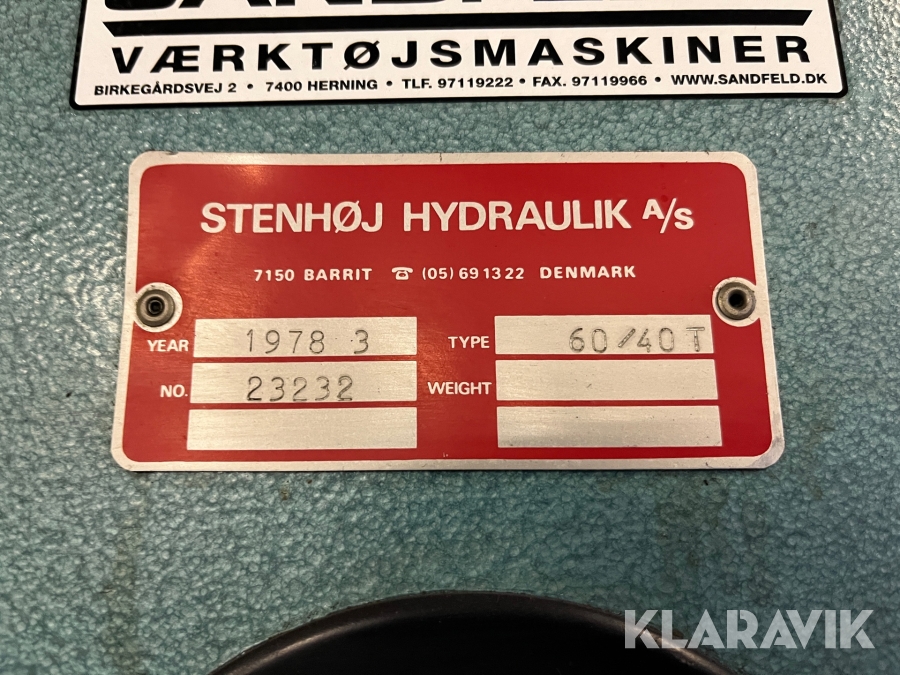 VÆRKTØJSMASKINER
BIRKEGÅRDSVEJ 2 • 7400 HERNING • TLF. 97119222 • FAX. 97119966 • WWW.SANDFELD.DK
STENHØJ HYDRAULIK A/S
7150 BARRIT ☎ (05) 69 13 22 DENMARK
YEAR 1978 3 TYPE 60/40T
NO. 23232 WEIGHT
KLARAVIK